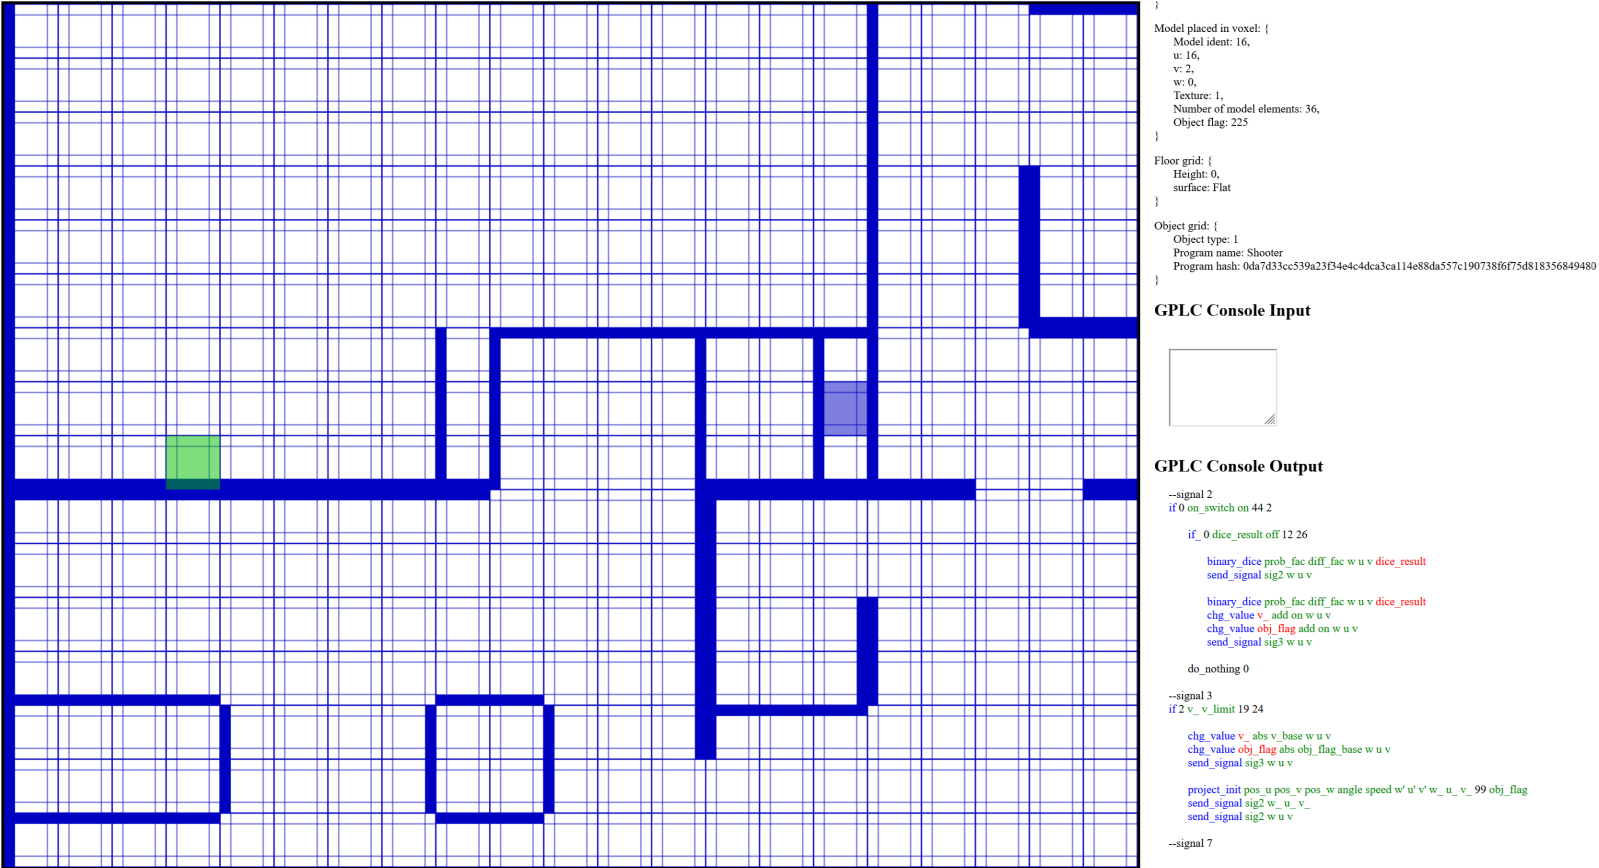 }
Model placed in voxel: {
Model ident: 16,
u: 16,
v: 2,
w: 0,
Texture: 1,
Number of model elements: 36,
Object flag: 225
}
Floor grid: {
Height: 0,
surface: Flat
}
Object grid: {
Object type: 1
Program name: Shooter
Program hash: 0da7d33cc539a23f34e4c4dca3ca114e88da557c190738f6f75d818356849480
}
GPLC Console Input
GPLC Console Output
--signal 2
if 0 on_switch on 44 2
if_ 0 dice_result off 12 26
binary_dice prob_fac diff_fac w u v dice_result
send_signal sig2 w u v
binary_dice prob_fac diff_fac w u v dice_result
chg_value v_ add on w u v
chg_value obj_flag add on w u v
send_signal sig3 w u v
do_nothing 0
--signal 3
if 2 v_ v_limit 19 24
chg_value v_ abs v_base w u v
chg_value obj_flag abs obj_flag_base w u v
send_signal sig3 w u v
project_init pos_u pos_v pos_w angle speed w' u' v' w_ u_ v_ 99 obj_flag
send_signal sig2 w_ u_ v_
send_signal sig2 w u v
--signal 7